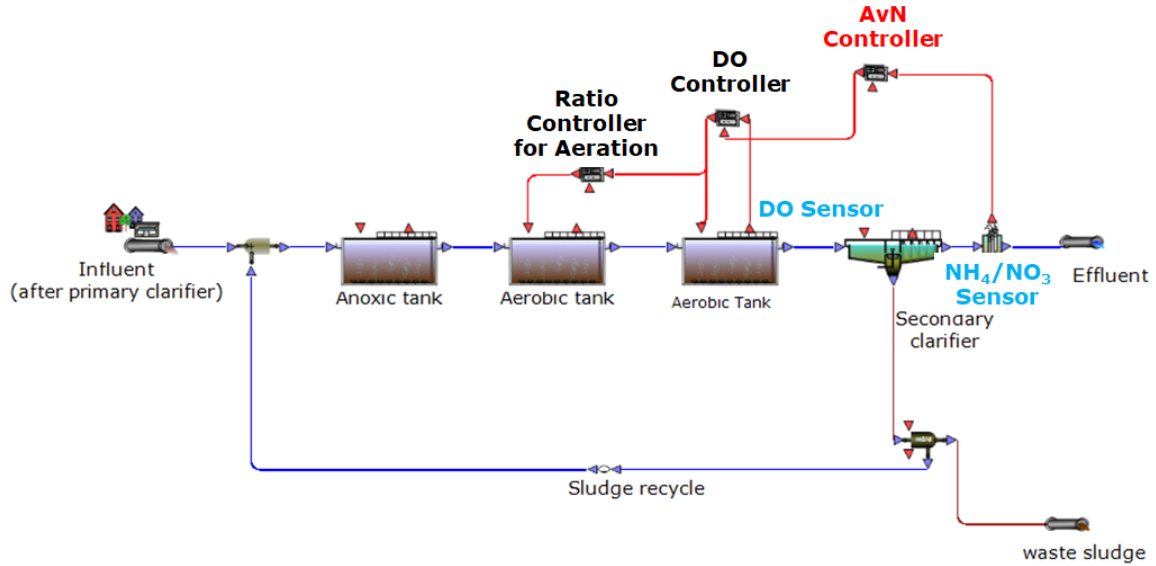 AvN
Controller
DO
Controller
Ratio
Controller
for Aeration
DO Sensor
Influent
(after primary clarifier)
Anoxic tank
Aerobic tank
Aerobic Tank
NH₄/NO₃
Sensor
Effluent
Secondary
clarifier
Sludge recycle
waste sludge